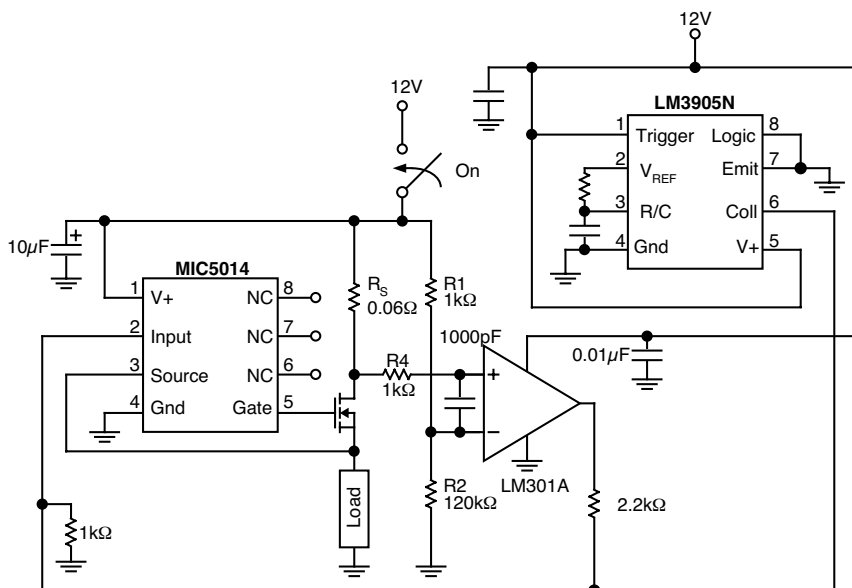 12V
LM3905N
1 Trigger Logic 8
2 VREF Emit 7
3 R/C Coll 6
4 Gnd V+ 5
12V
On
10µF
+
MIC5014
1 V+ NC 8
2 Input NC 7
3 Source NC 6
4 Gnd Gate 5
RS
0.06Ω
R1
1kΩ
1000pF
R4
1kΩ
+
−
LM301A
0.01µF
R2
120kΩ
2.2kΩ
Load
1kΩ